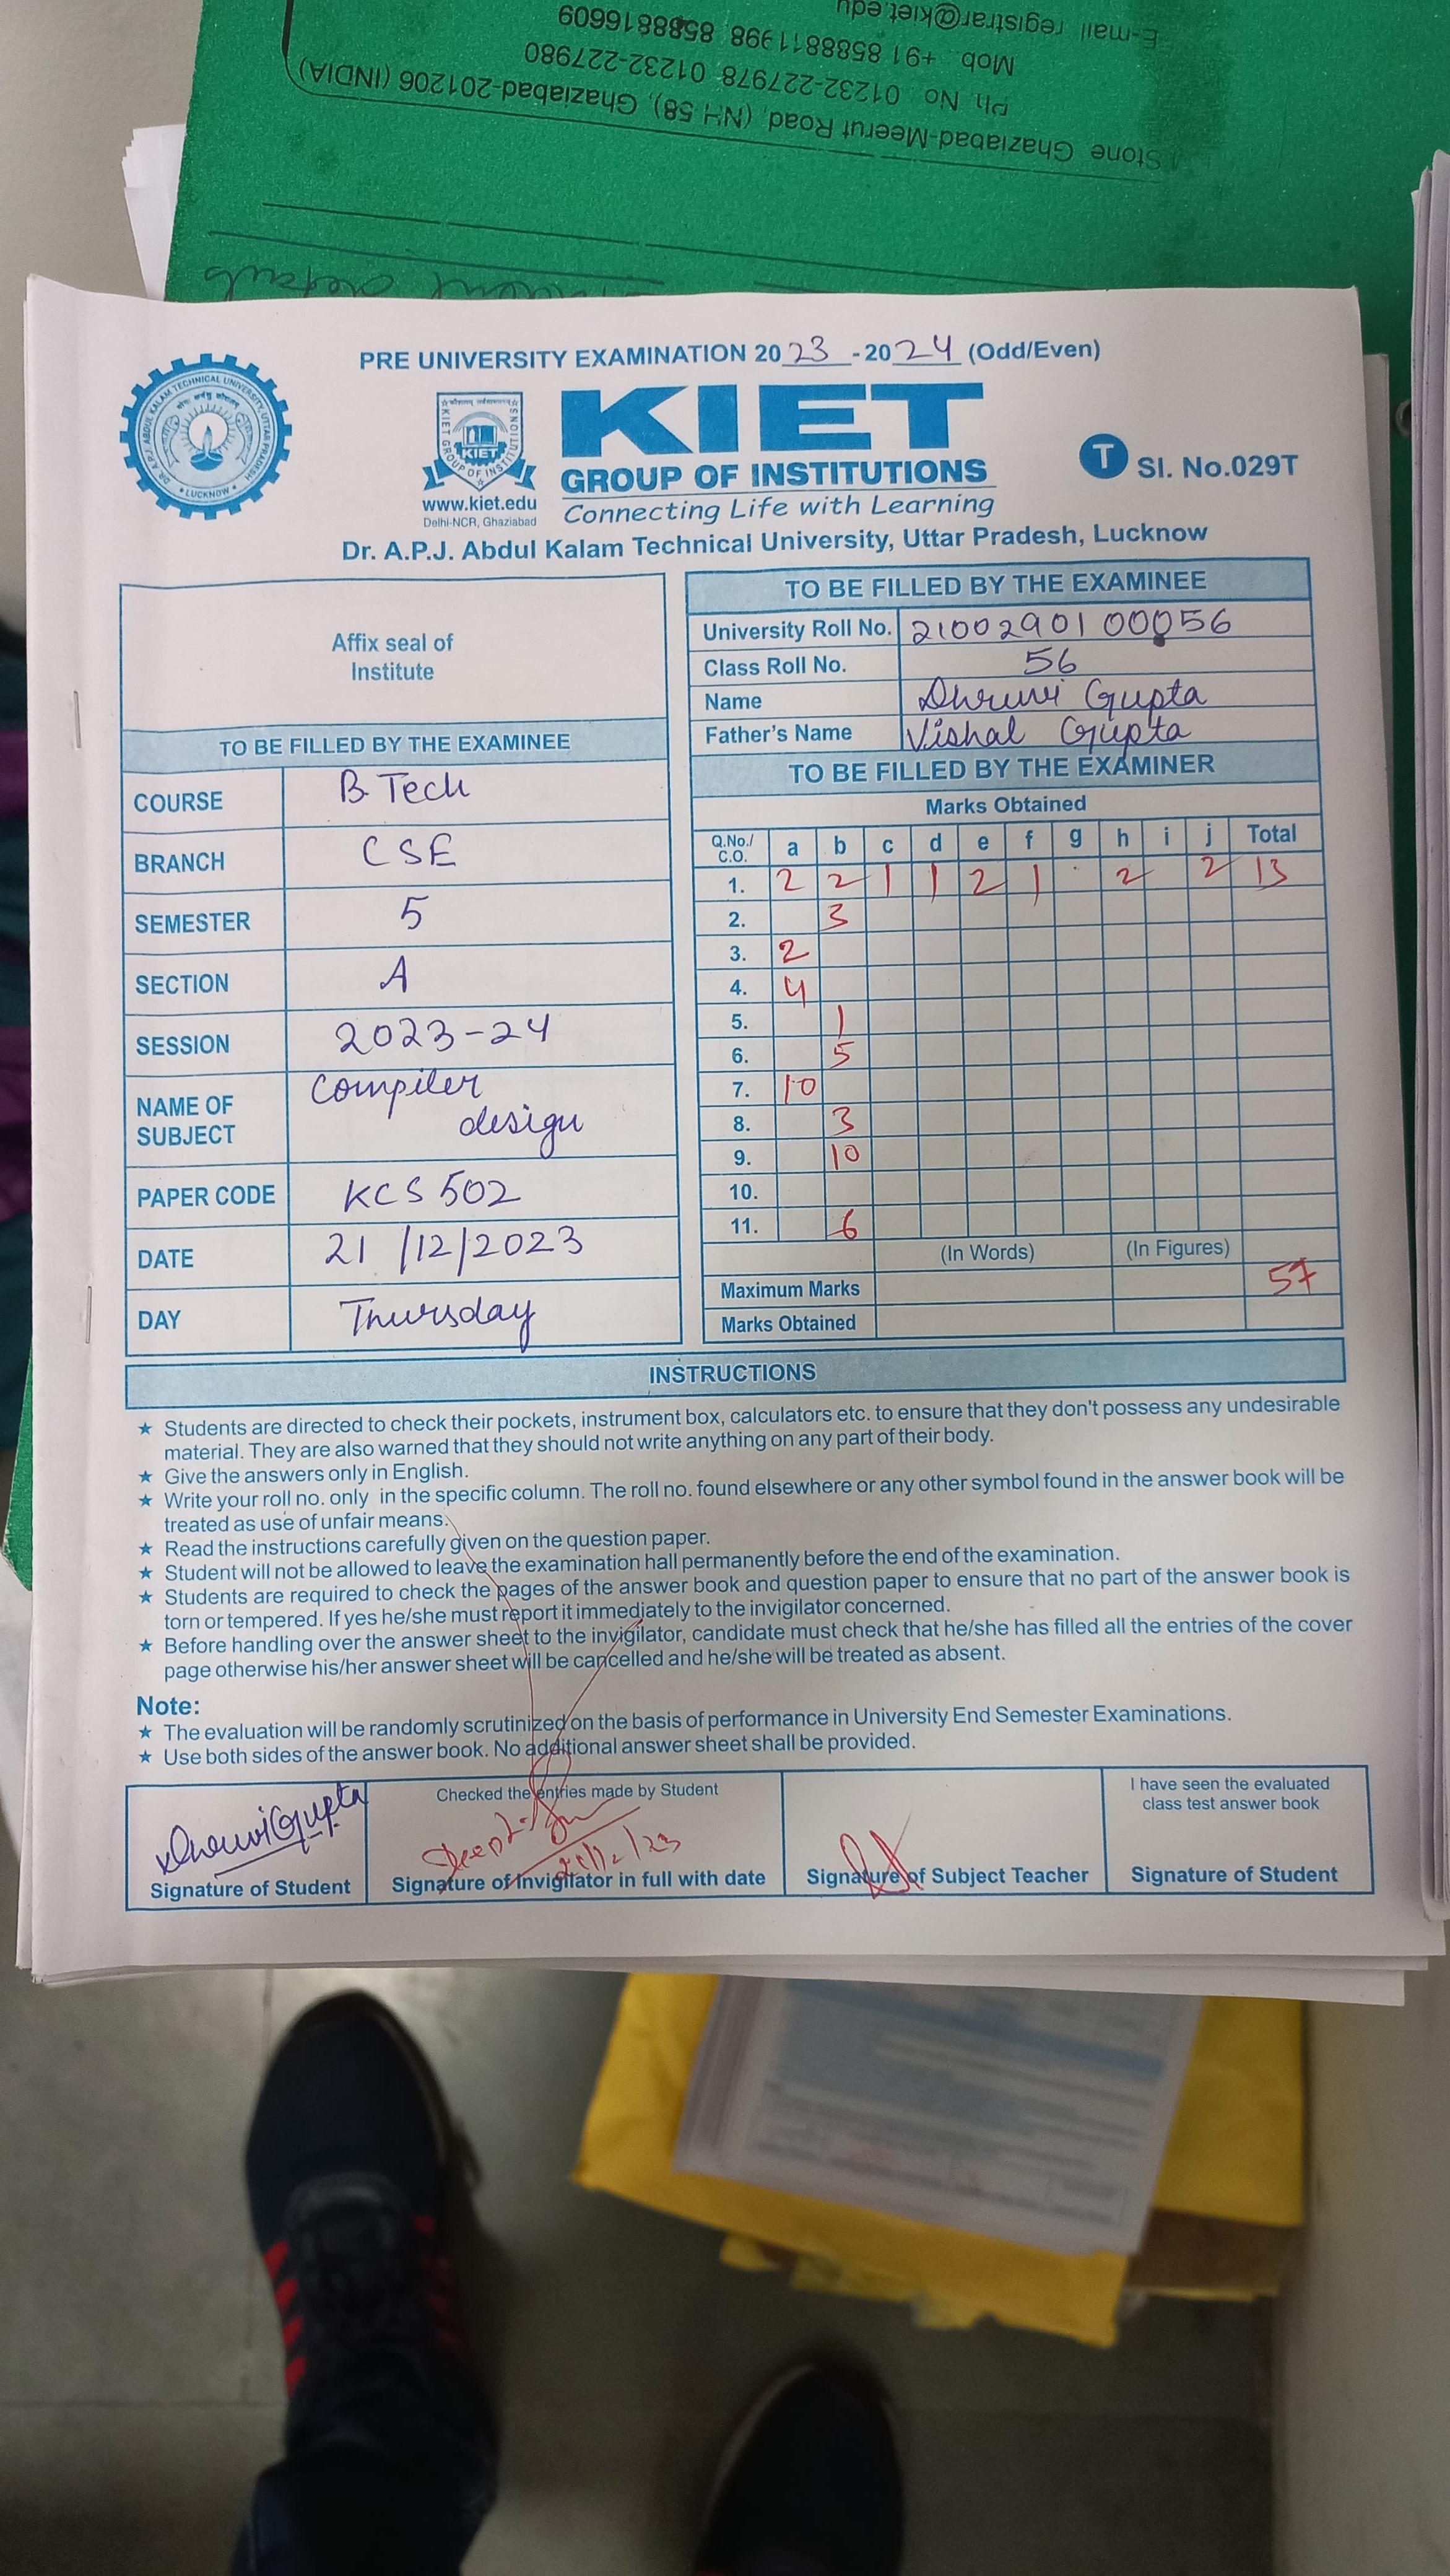 E-mail registrar@kiet.edu
Mob. +91 8588811998, 8588816609
Ph. No. 01232-227978, 01232-227980
Stone Ghaziabad-Meerut Road, (NH 58), Ghaziabad-201206 (INDIA)
PRE UNIVERSITY EXAMINATION 2023-2024 (Odd/Even)
DR. A.P.J. ABDUL KALAM TECHNICAL UNIVERSITY, UTTAR PRADESH
LUCKNOW
KIET GROUP OF INSTITUTIONS
KIET
www.kiet.edu
Delhi-NCR, Ghaziabad
KIET
GROUP OF INSTITUTIONS
Connecting Life with Learning
T Sl. No.029T
Dr. A.P.J. Abdul Kalam Technical University, Uttar Pradesh, Lucknow
Affix seal of
Institute
TO BE FILLED BY THE EXAMINEE
COURSE B Tech
BRANCH CSE
SEMESTER 5
SECTION A
SESSION 2023-24
NAME OF SUBJECT Compiler design
PAPER CODE KCS 502
DATE 21/12/2023
DAY Thursday
TO BE FILLED BY THE EXAMINEE
University Roll No. 2100290100056
Class Roll No. 56
Name Dhruvi Gupta
Father's Name Vishal Gupta
TO BE FILLED BY THE EXAMINER
Marks Obtained
Q.No./C.O. a b c d e f g h i j Total
1. 2 2 1 1 2 1 2 2 13
2. 3
3. 2
4. 4
5. 1
6. 5
7. 10
8. 3
9. 10
10.
11. 6
(In Words) (In Figures)
Maximum Marks 57
Marks Obtained
INSTRUCTIONS
★ Students are directed to check their pockets, instrument box, calculators etc. to ensure that they don't possess any undesirable
material. They are also warned that they should not write anything on any part of their body.
★ Give the answers only in English.
★ Write your roll no. only in the specific column. The roll no. found elsewhere or any other symbol found in the answer book will be
treated as use of unfair means.
★ Read the instructions carefully given on the question paper.
★ Student will not be allowed to leave the examination hall permanently before the end of the examination.
★ Students are required to check the pages of the answer book and question paper to ensure that no part of the answer book is
torn or tempered. If yes he/she must report it immediately to the invigilator concerned.
★ Before handling over the answer sheet to the invigilator, candidate must check that he/she has filled all the entries of the cover
page otherwise his/her answer sheet will be cancelled and he/she will be treated as absent.
Note:
★ The evaluation will be randomly scrutinized on the basis of performance in University End Semester Examinations.
★ Use both sides of the answer book. No additional answer sheet shall be provided.
Dhruvi Gupta
Signature of Student
Checked the entries made by Student
21/12/23
Signature of Invigilator in full with date
Signature of Subject Teacher
I have seen the evaluated
class test answer book
Signature of Student